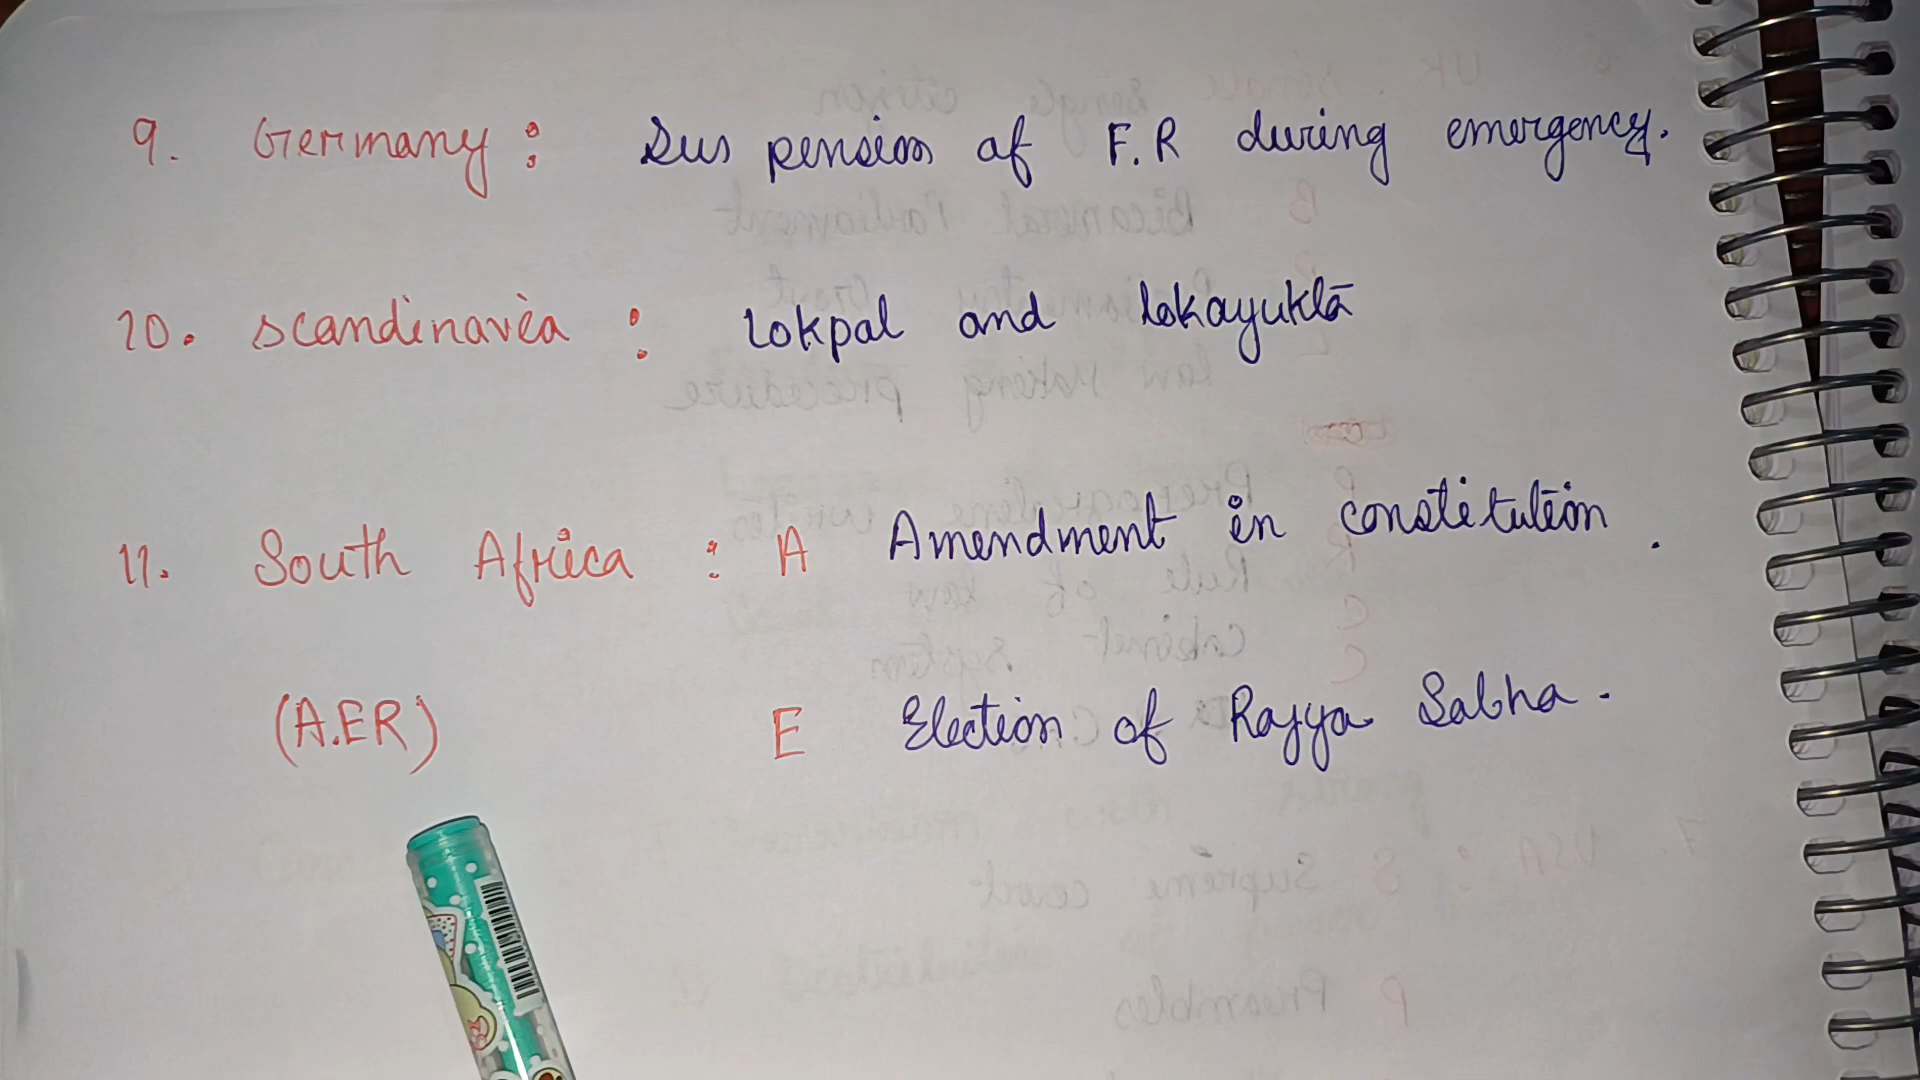 9. Germany : Sus pension of F.R during emergency.
10. Scandinavia : Lokpal and lokayukta
11. South Africa : A Amendment in constitution .
(A.ER) E Election of Rajya Sabha.